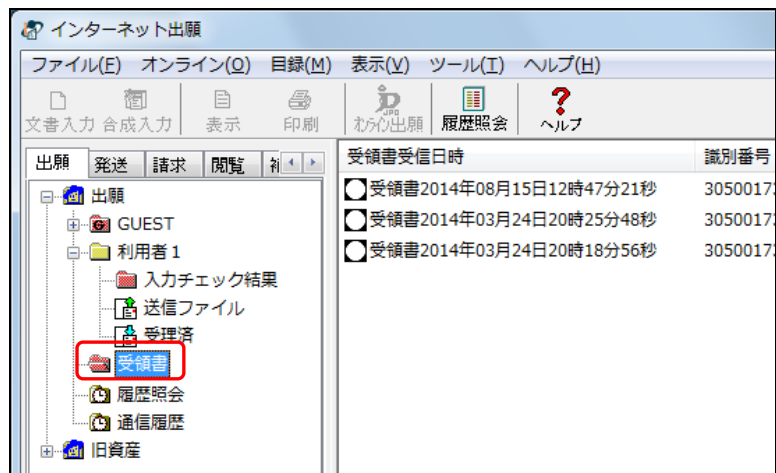 インターネット出願
ファイル(F) オンライン(O) 目録(M) 表示(V) ツール(T) ヘルプ(H)
文書入力 合成入力 表示 印刷 オンライン出願 履歴照会 ヘルプ
出願 発送 請求 閲覧
受領書受信日時 識別番号
出願
GUEST
利用者1
入力チェック結果
送信ファイル
受理済
受領書
履歴照会
通信履歴
旧資産
受領書2014年08月15日12時47分21秒 3050017
受領書2014年03月24日20時25分48秒 3050017
受領書2014年03月24日20時18分56秒 3050017